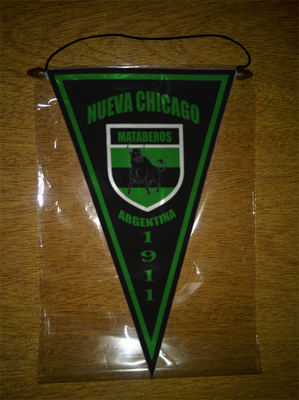 NUEVA CHICAGO
MATADEROS
ARGENTINA
1911